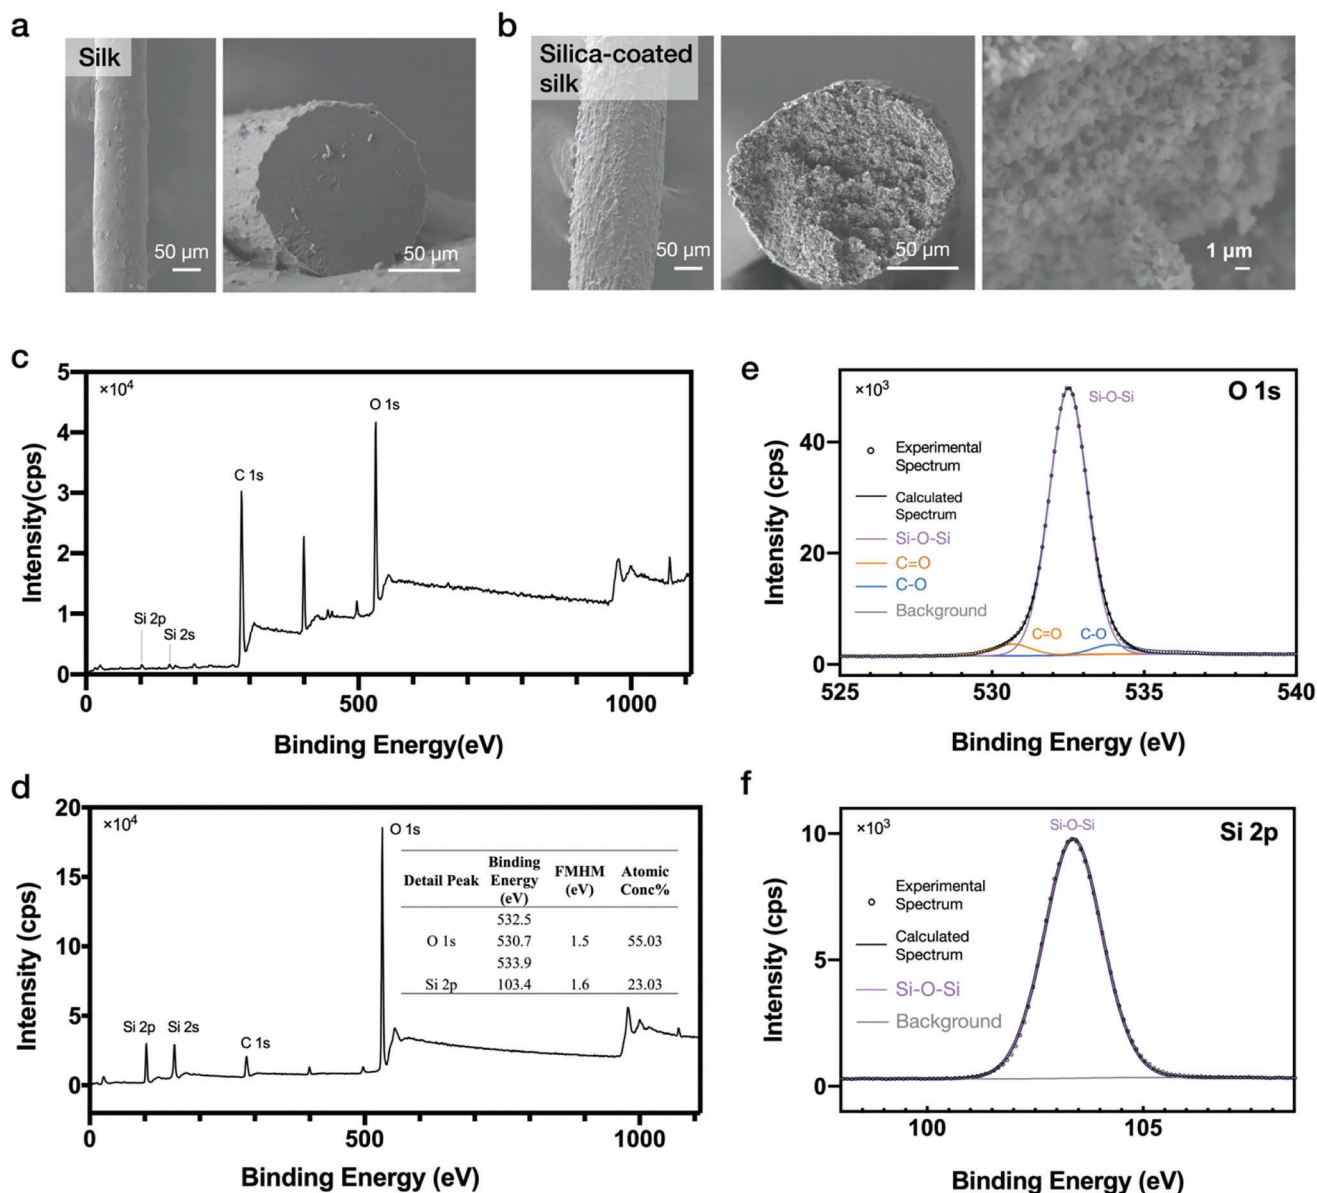 a
Silk
50 µm
50 µm
b
Silica-coated
silk
50 µm
50 µm
1 µm
c
×10⁴
5
4
3
2
1
0
Intensity(cps)
Si 2p
Si 2s
C 1s
O 1s
0
500
1000
Binding Energy(eV)
e
×10³
O 1s
Si-O-Si
Experimental
Spectrum
Calculated
Spectrum
Si-O-Si
C=O
C-O
Background
C=O
C-O
40
20
0
Intensity (cps)
525
530
535
540
Binding Energy (eV)
d
×10⁴
20
15
10
5
0
Intensity (cps)
Si 2p
Si 2s
C 1s
O 1s
Detail Peak Binding Energy (eV) FMHM (eV) Atomic Conc%
532.5
O 1s 530.7 1.5 55.03
533.9
Si 2p 103.4 1.6 23.03
0
500
1000
Binding Energy (eV)
f
×10³
Si 2p
Si-O-Si
Experimental
Spectrum
Calculated
Spectrum
Si-O-Si
Background
10
5
0
Intensity (cps)
100
105
Binding Energy (eV)